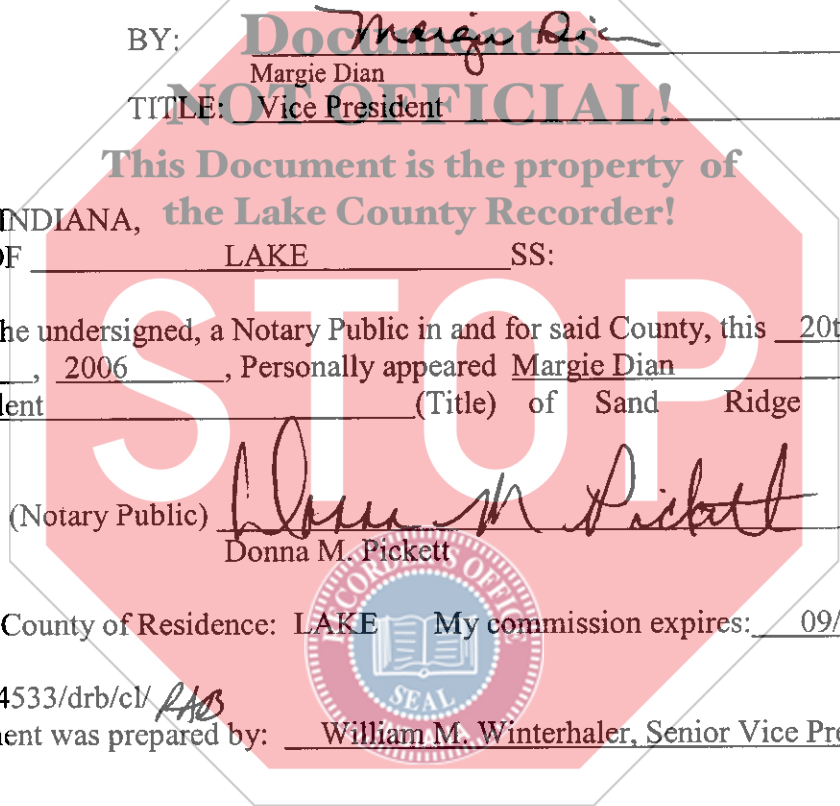 BY: Margie Dian
Document is
Margie Dian
TITLE: Vice President
NOT OFFICIAL!
This Document is the property of
the Lake County Recorder!
INDIANA,
LAKE SS:
STOP
he undersigned, a Notary Public in and for said County, this 20t
, 2006 , Personally appeared Margie Dian
(Title) of Sand Ridge
(Notary Public) Donna M Pickett
Donna M. Pickett
RECORDER'S OFFICE
County of Residence: LAKE My commission expires: 09/
SEAL
4533/drb/cl/
ent was prepared by: William M. Winterhaler, Senior Vice Pre